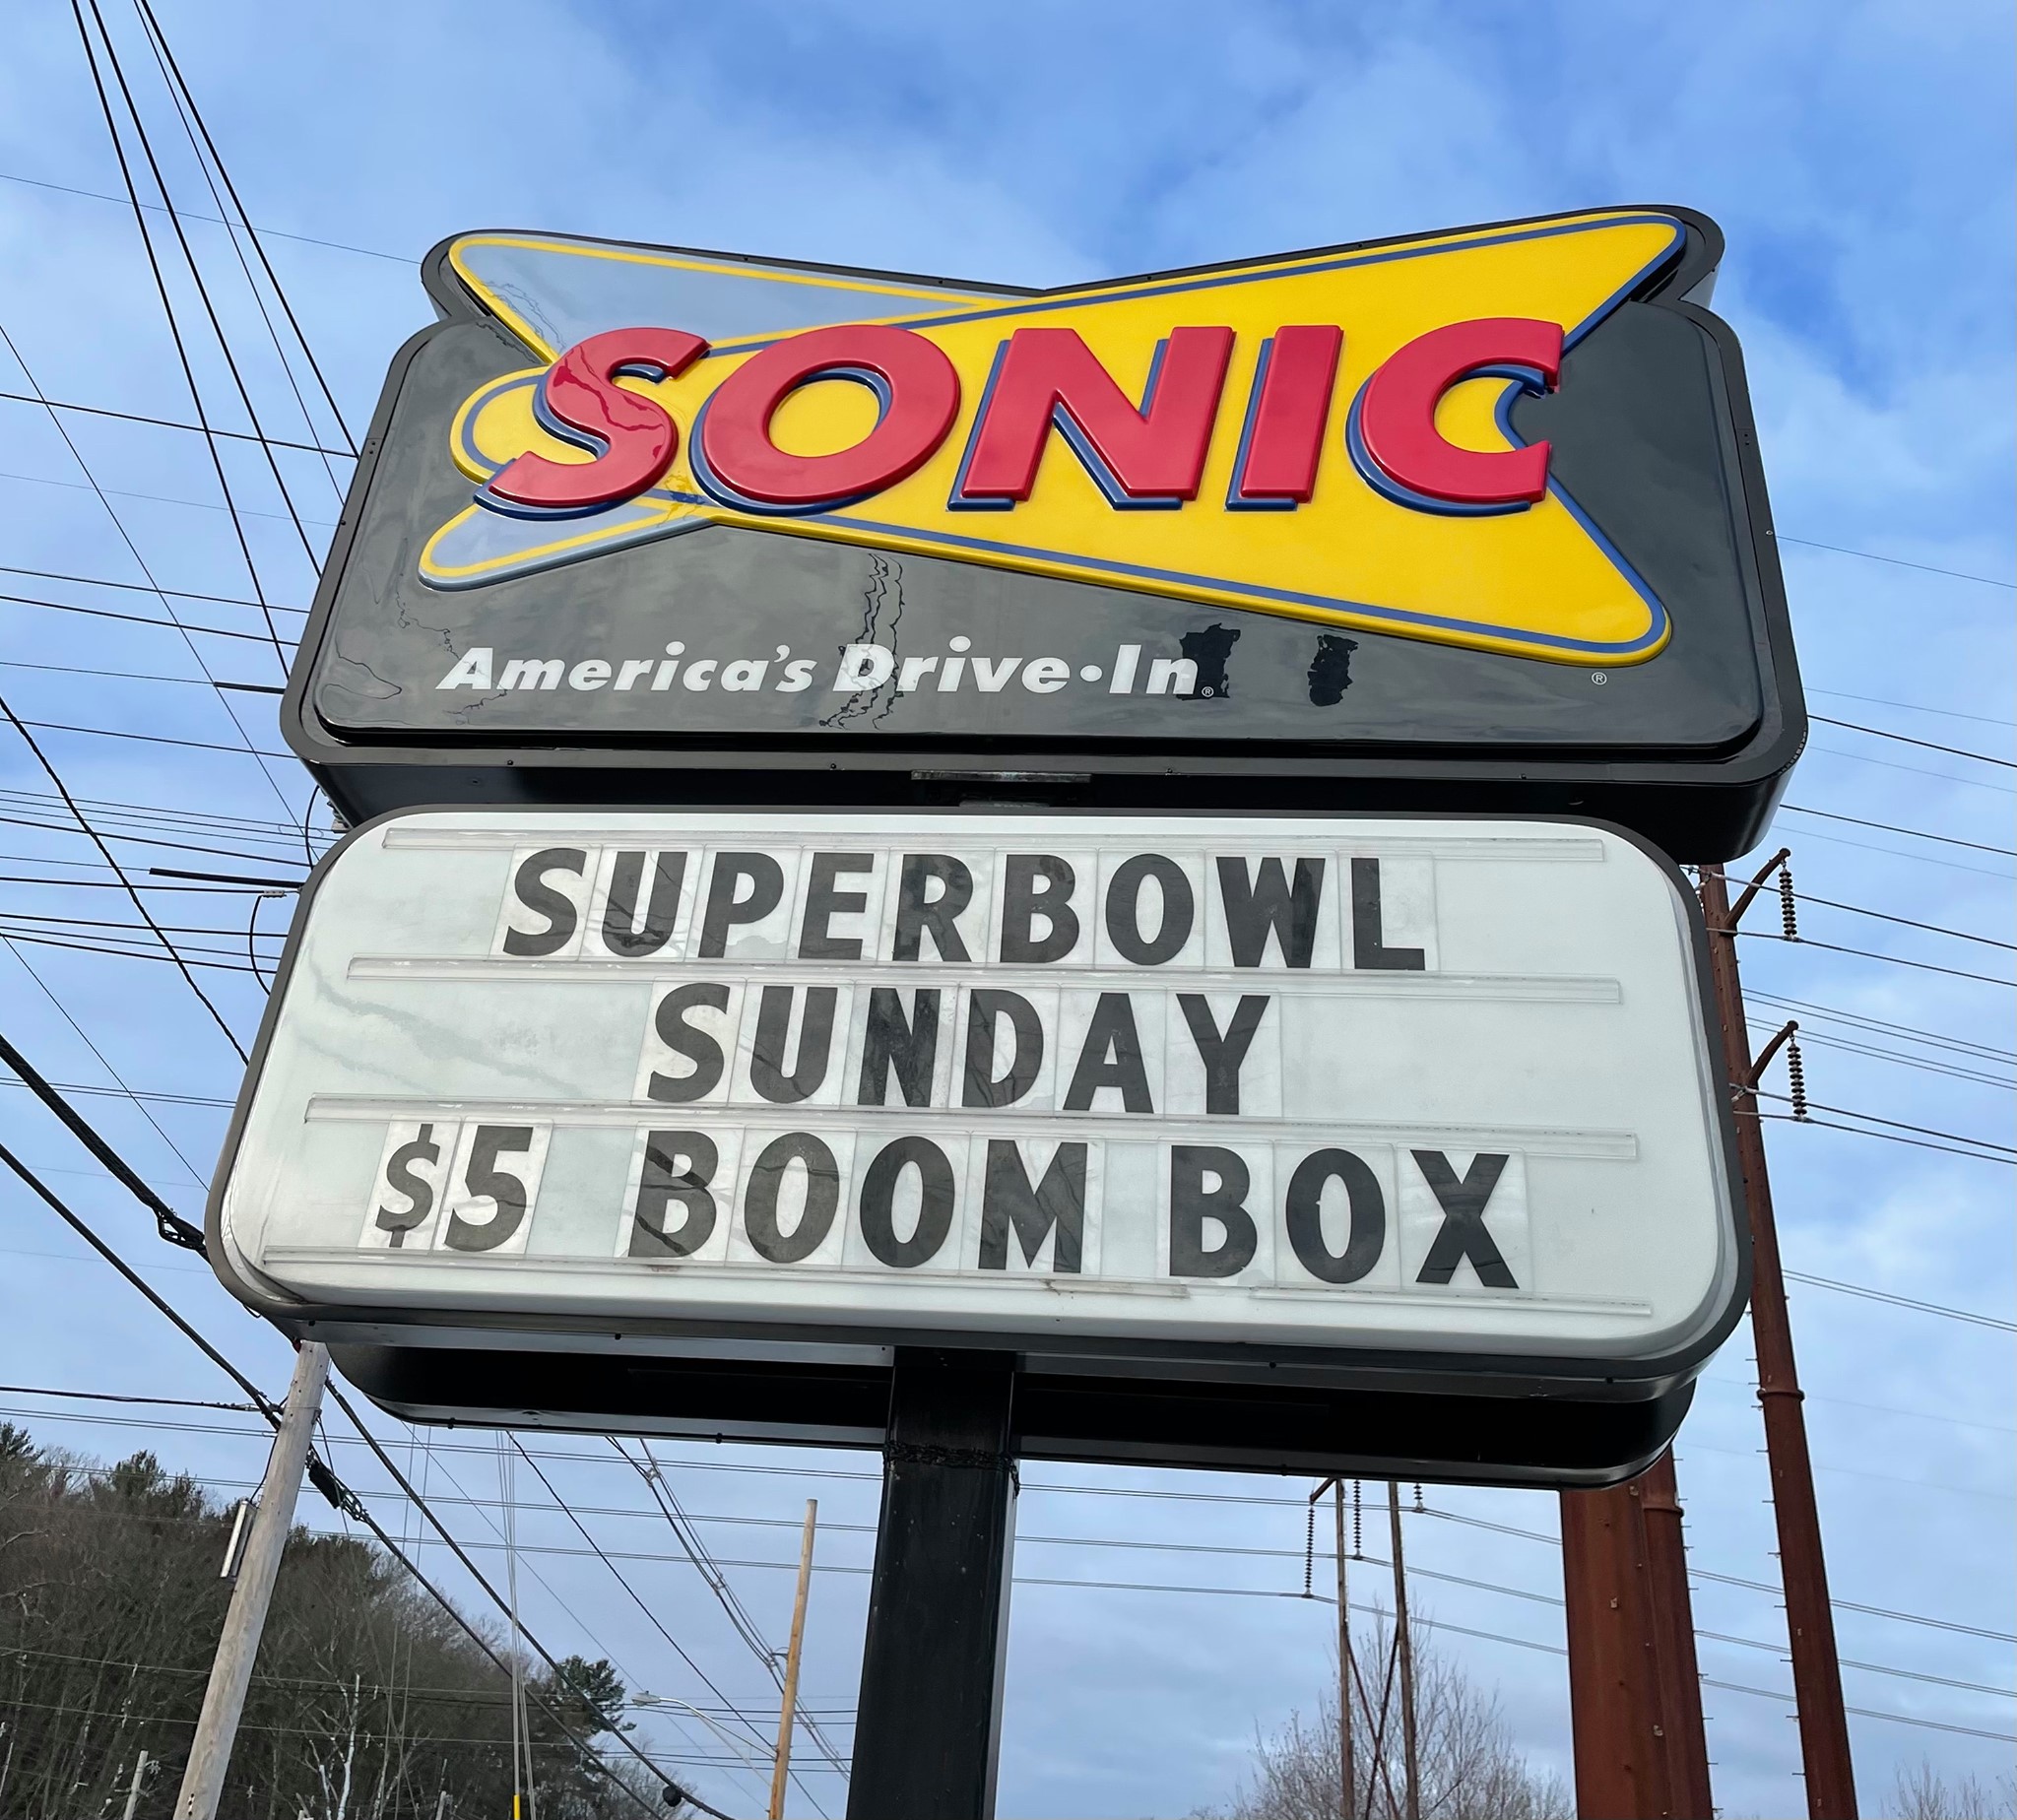 SONIC
America's Drive•In®
®
SUPERBOWL
SUNDAY
$5 BOOM BOX